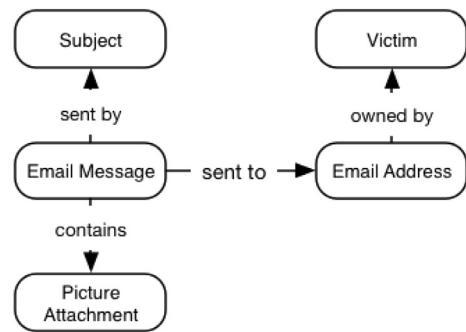 Subject
Victim
sent by
owned by
Email Message
sent to
Email Address
contains
Picture
Attachment